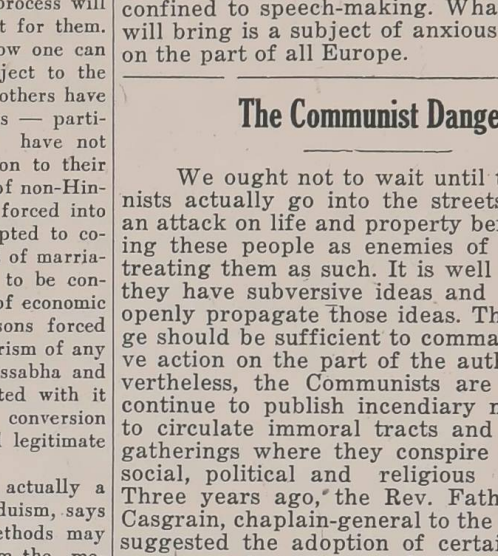 process will
t for them.
ow one can
ject to the
others have
s — parti-
have not
on to their
of non-Hin-
forced into
pted to co-
of marria-
to be con-
of economic
sons forced
rism of any
ssabha and
ted with it
conversion
legitimate
actually a
duism, says
ethods may
confined to speech-making. Wha
will bring is a subject of anxious
on the part of all Europe.
The Communist Dange
We ought not to wait until
nists actually go into the streets
an attack on life and property be
ing these people as enemies of
treating them as such. It is well
they have subversive ideas and
openly propagate those ideas. Th
ge should be sufficient to comma
ve action on the part of the aut
vertheless, the Communists are
continue to publish incendiary
to circulate immoral tracts and
gatherings where they conspire
social, political and religious
Three years ago, the Rev. Fath
Casgrain, chaplain-general to the
suggested the adoption of certai